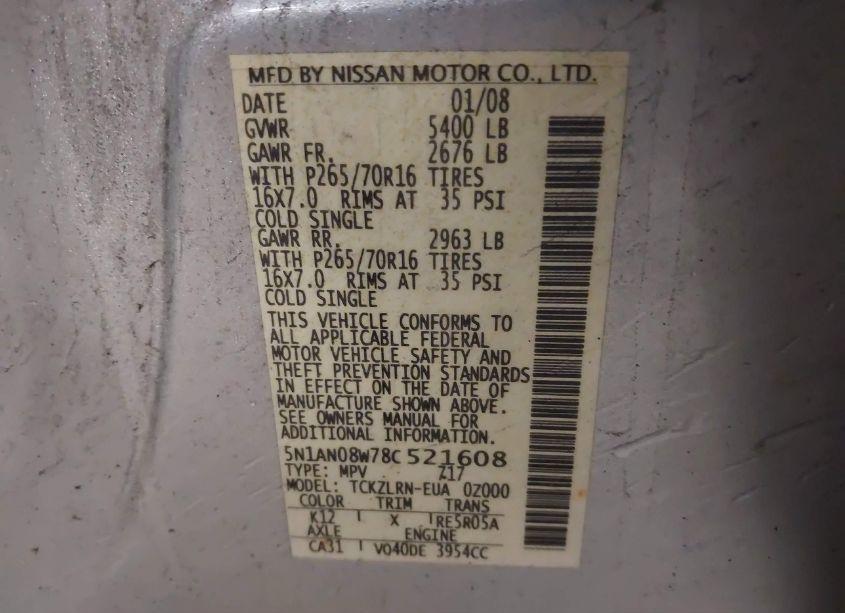 MFD BY NISSAN MOTOR CO., LTD.
DATE 01/08
GVWR 5400 LB
GAWR FR. 2676 LB
WITH P265/70R16 TIRES
16X7.0 RIMS AT 35 PSI
COLD SINGLE
GAWR RR. 2963 LB
WITH P265/70R16 TIRES
16X7.0 RIMS AT 35 PSI
COLD SINGLE
THIS VEHICLE CONFORMS TO
ALL APPLICABLE FEDERAL
MOTOR VEHICLE SAFETY AND
THEFT PREVENTION STANDARDS
IN EFFECT ON THE DATE OF
MANUFACTURE SHOWN ABOVE.
SEE OWNERS MANUAL FOR
ADDITIONAL INFORMATION.
5N1AN08W78C521608
TYPE: MPV Z17
MODEL: TCKZLRN-EUA 0Z000
COLOR TRIM TRANS
K12 X RE5R05A
AXLE ENGINE
CA31 VQ40DE 3954CC